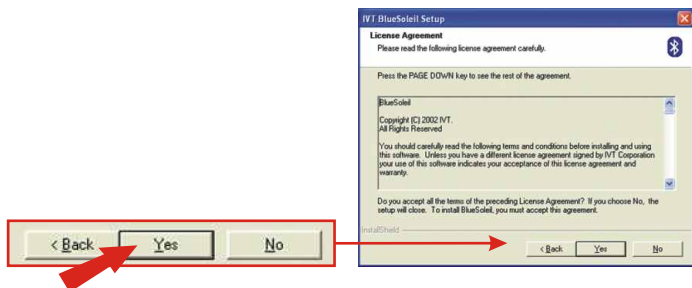 IVT BlueSoleil Setup
License Agreement
Please read the following license agreement carefully.
Press the PAGE DOWN key to see the rest of the agreement.
BlueSoleil
Copyright (C) 2002 IVT.
All Rights Reserved
You should carefully read the following terms and conditions before installing and using
this software. Unless you have a different license agreement signed by IVT Corporation
your use of this software indicates your acceptance of this license agreement and
warranty.
Do you accept all the terms of the preceding License Agreement? If you choose No, the
setup will close. To install BlueSoleil, you must accept this agreement.
InstallShield
< Back Yes No
< Back Yes No